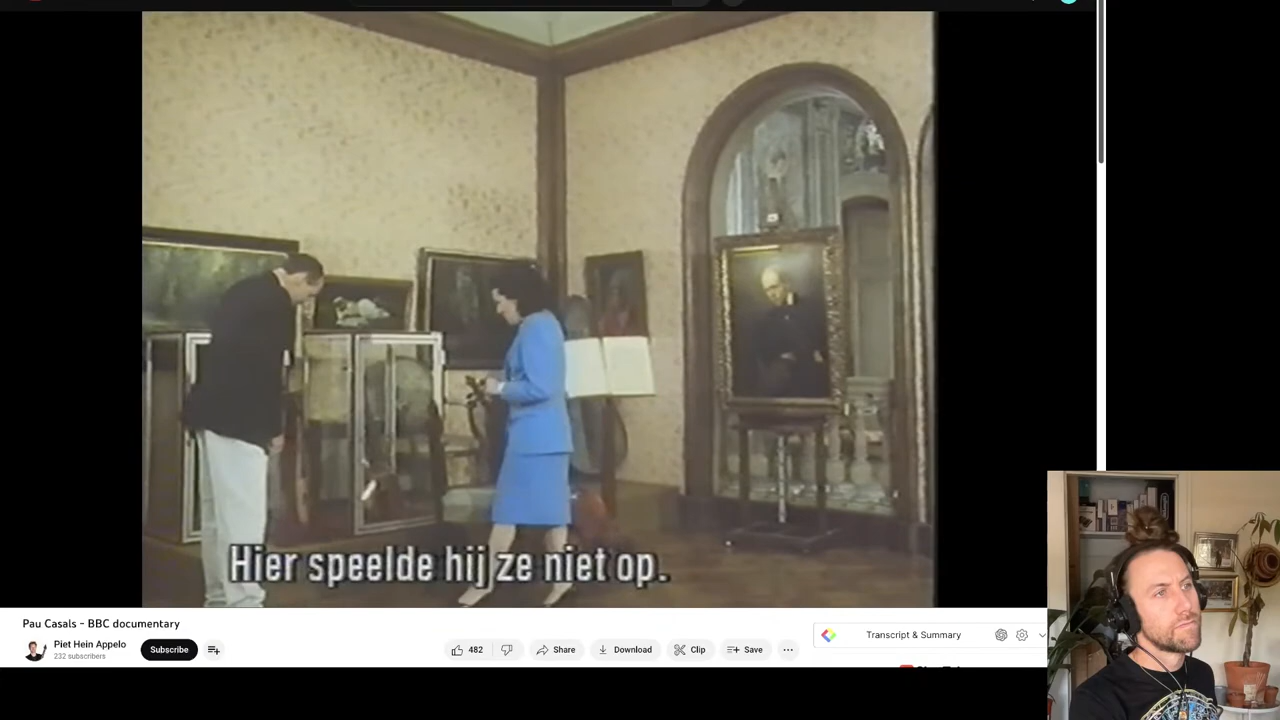 Hier speelde hij ze niet op.
Pau Casals - BBC documentary
Piet Hein Appelo
232 subscribers
Subscribe
482
Share
Download
Clip
Save
Transcript & Summary